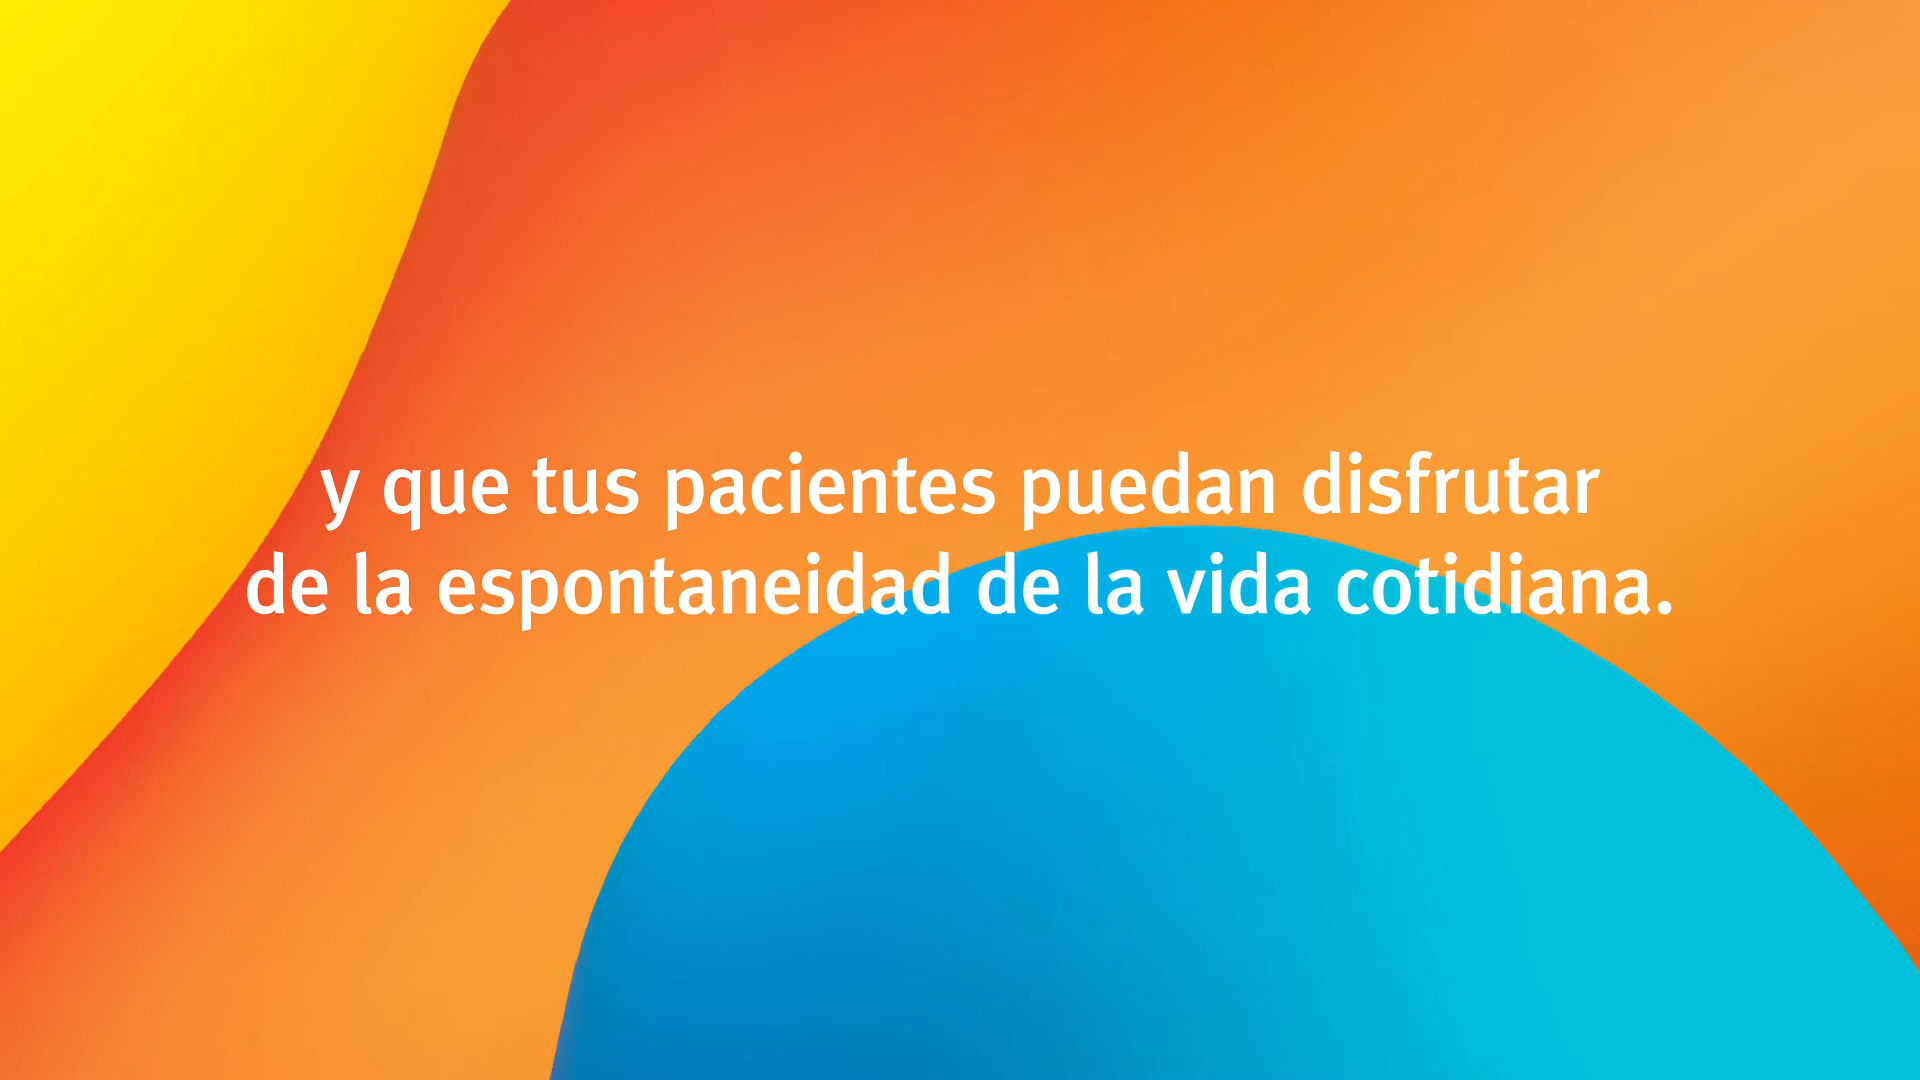 y que tus pacientes puedan disfrutar
de la espontaneidad de la vida cotidiana.